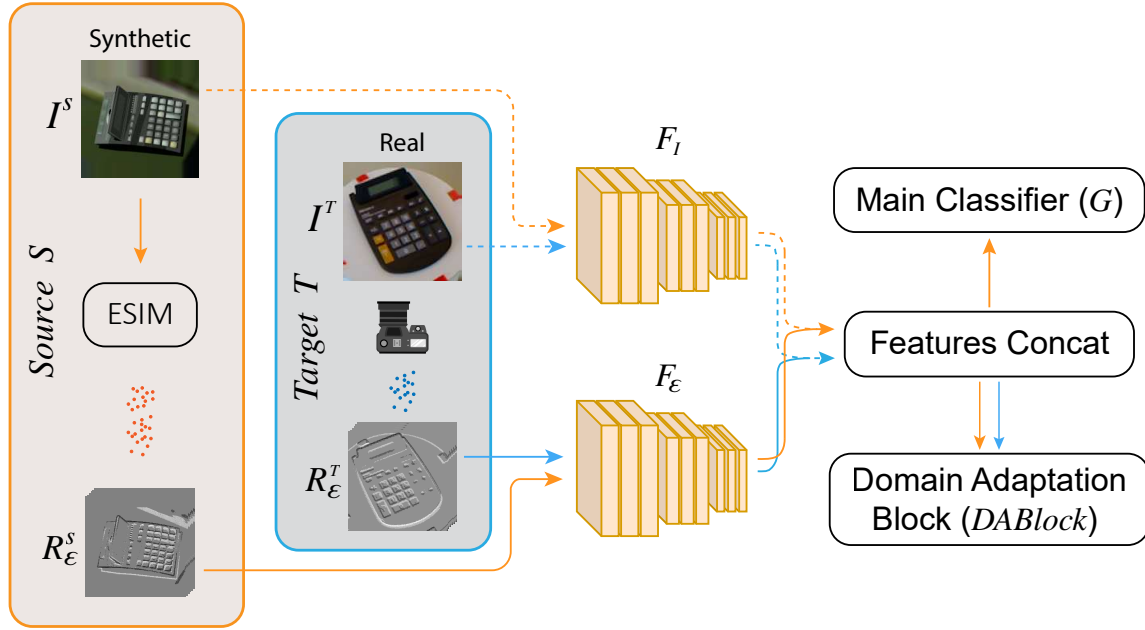 Synthetic
I^S
ESIM
Source S
R_ε^S
Real
I^T
Target T
R_ε^T
F_I
F_ε
Main Classifier (G)
Features Concat
Domain Adaptation
Block (DABlock)